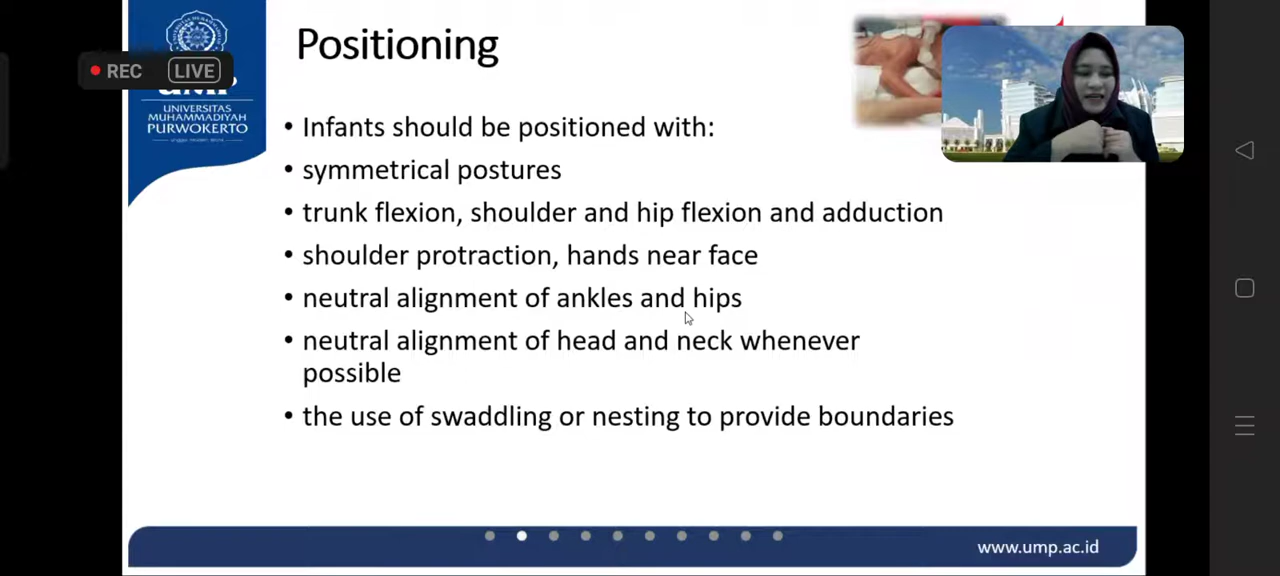 Positioning
REC LIVE
UNIVERSITAS
MUHAMMADIYAH
PURWOKERTO
• Infants should be positioned with:
• symmetrical postures
• trunk flexion, shoulder and hip flexion and adduction
• shoulder protraction, hands near face
• neutral alignment of ankles and hips
• neutral alignment of head and neck whenever
possible
• the use of swaddling or nesting to provide boundaries
www.ump.ac.id